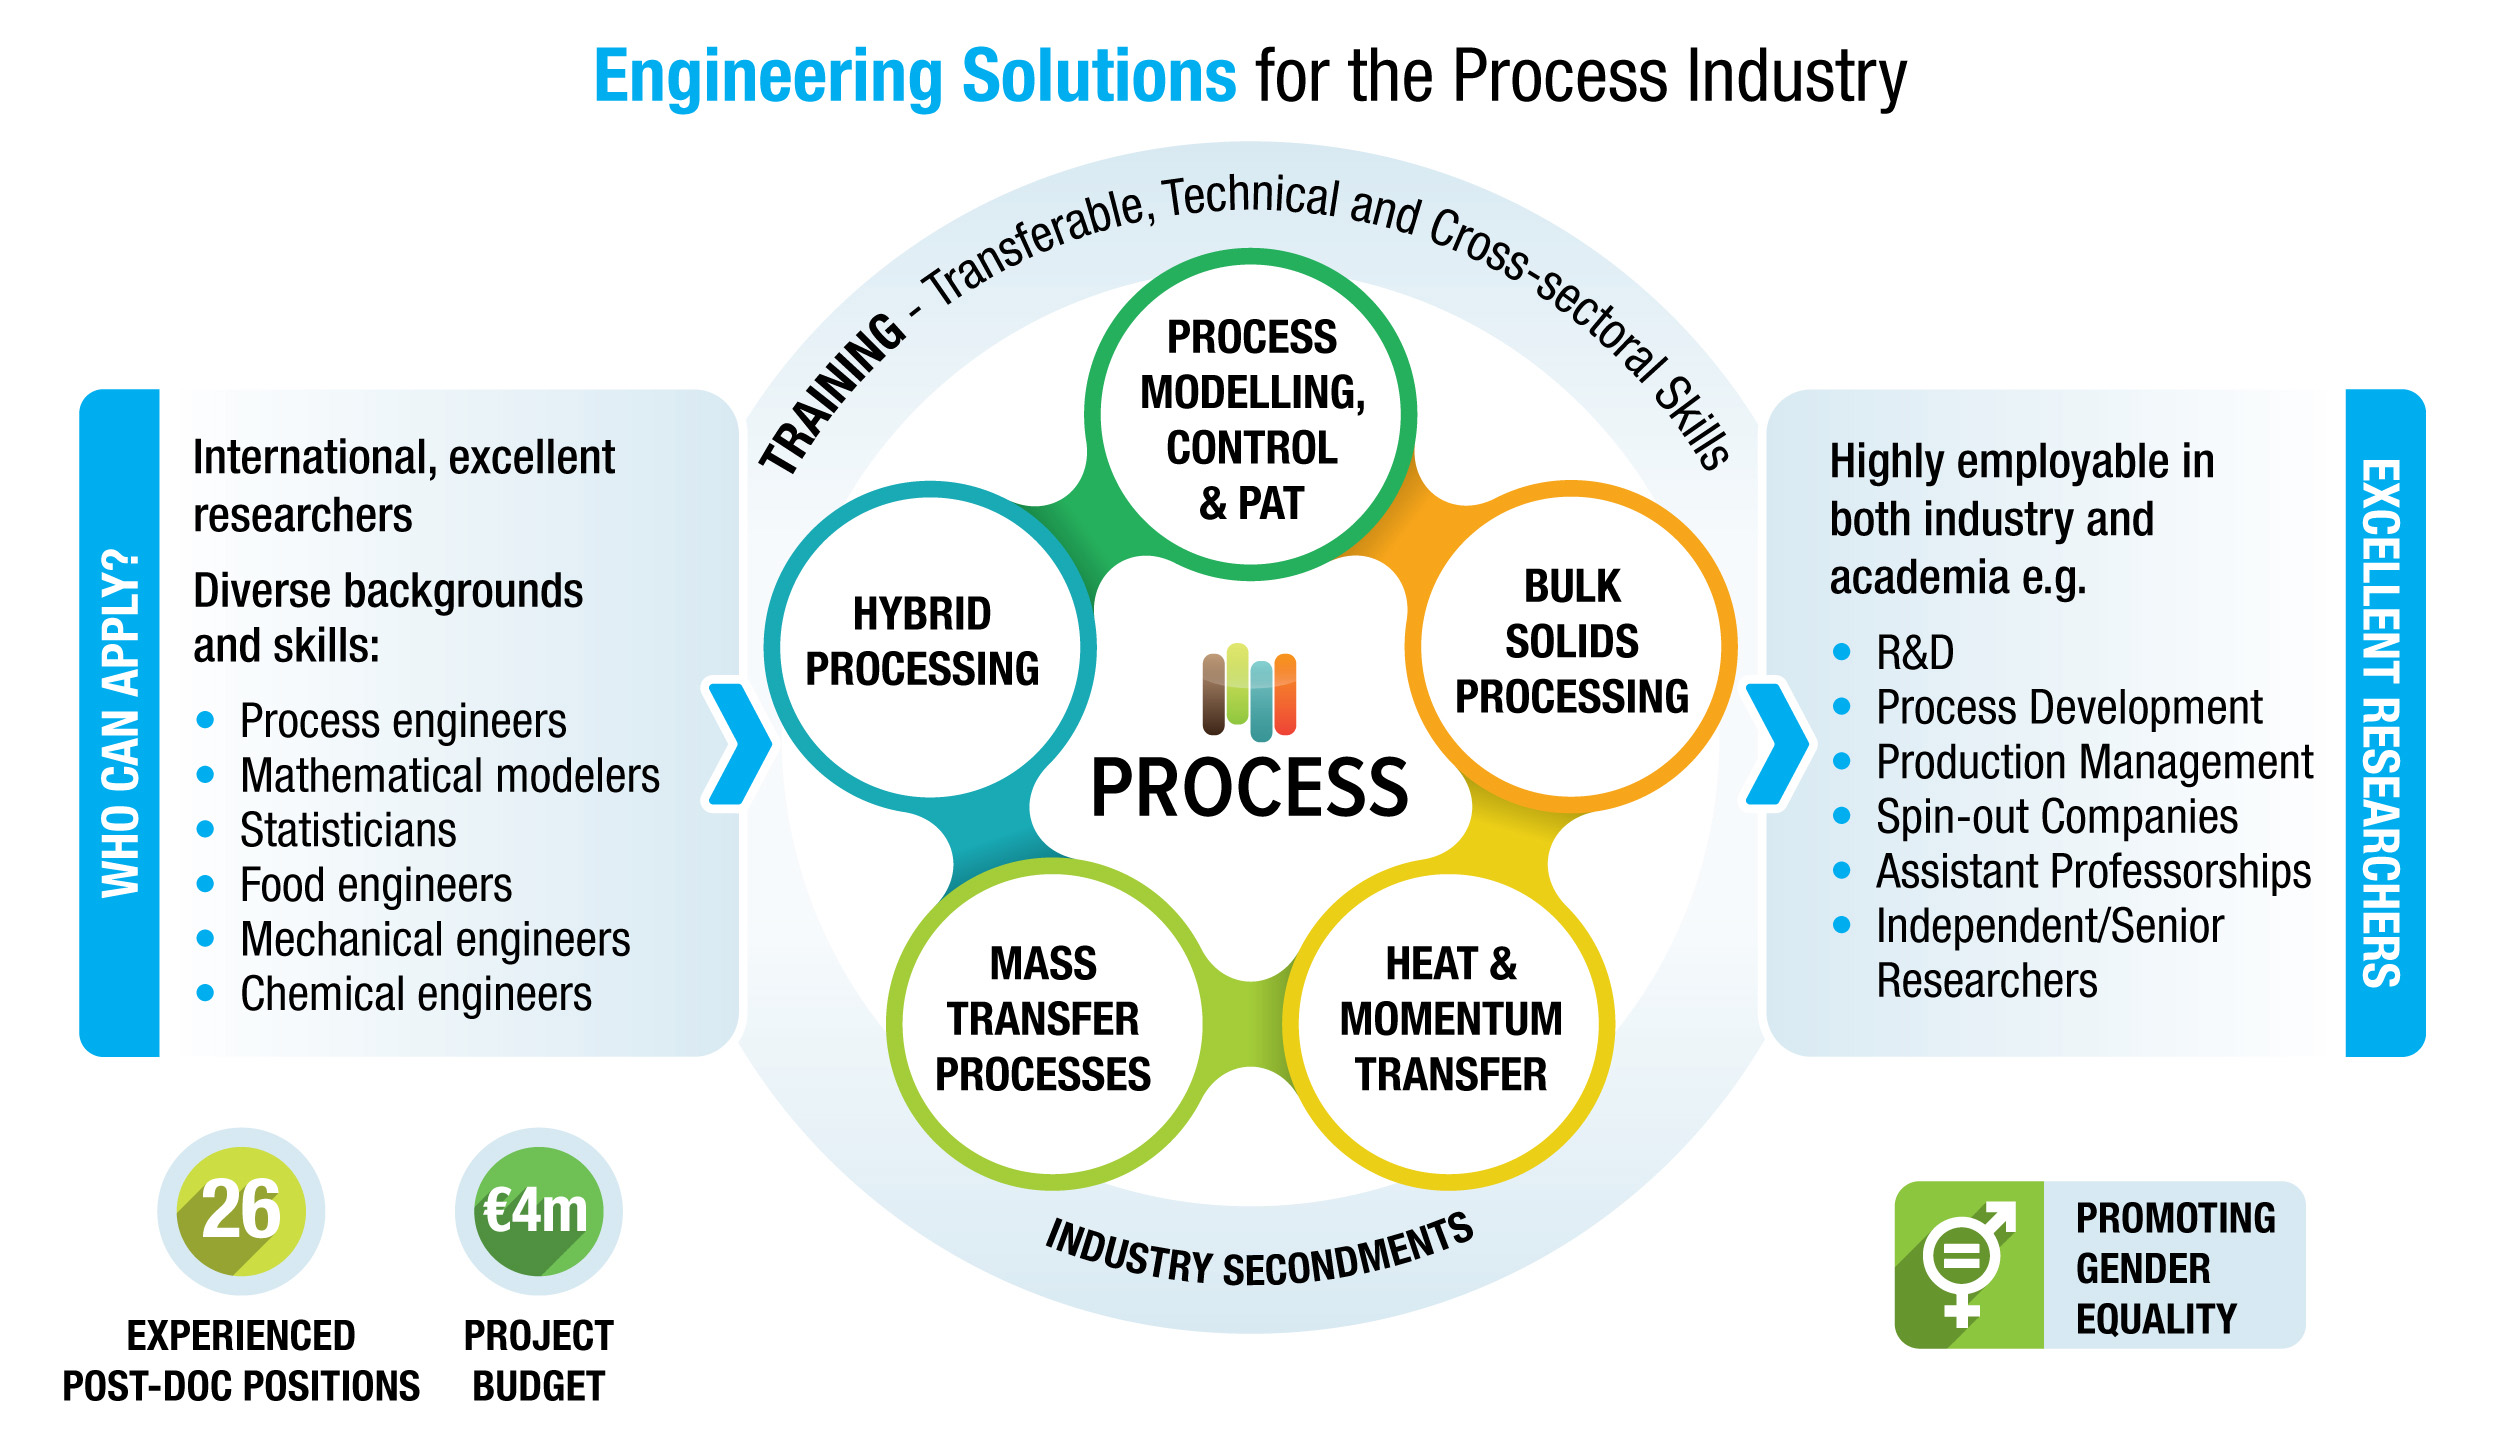 Engineering Solutions for the Process Industry
TRAINING - Transferable, Technical and Cross-sectoral Skills
WHO CAN APPLY?
International, excellent
researchers
Diverse backgrounds
and skills:
• Process engineers
• Mathematical modelers
• Statisticians
• Food engineers
• Mechanical engineers
• Chemical engineers
PROCESS
MODELLING,
CONTROL
& PAT
HYBRID
PROCESSING
BULK
SOLIDS
PROCESSING
PROCESS
MASS
TRANSFER
PROCESSES
HEAT &
MOMENTUM
TRANSFER
INDUSTRY SECONDMENTS
Highly employable in
both industry and
academia e.g.
• R&D
• Process Development
• Production Management
• Spin-out Companies
• Assistant Professorships
• Independent/Senior
Researchers
EXCELLENT RESEARCHERS
26
EXPERIENCED
POST-DOC POSITIONS
€4m
PROJECT
BUDGET
PROMOTING
GENDER
EQUALITY